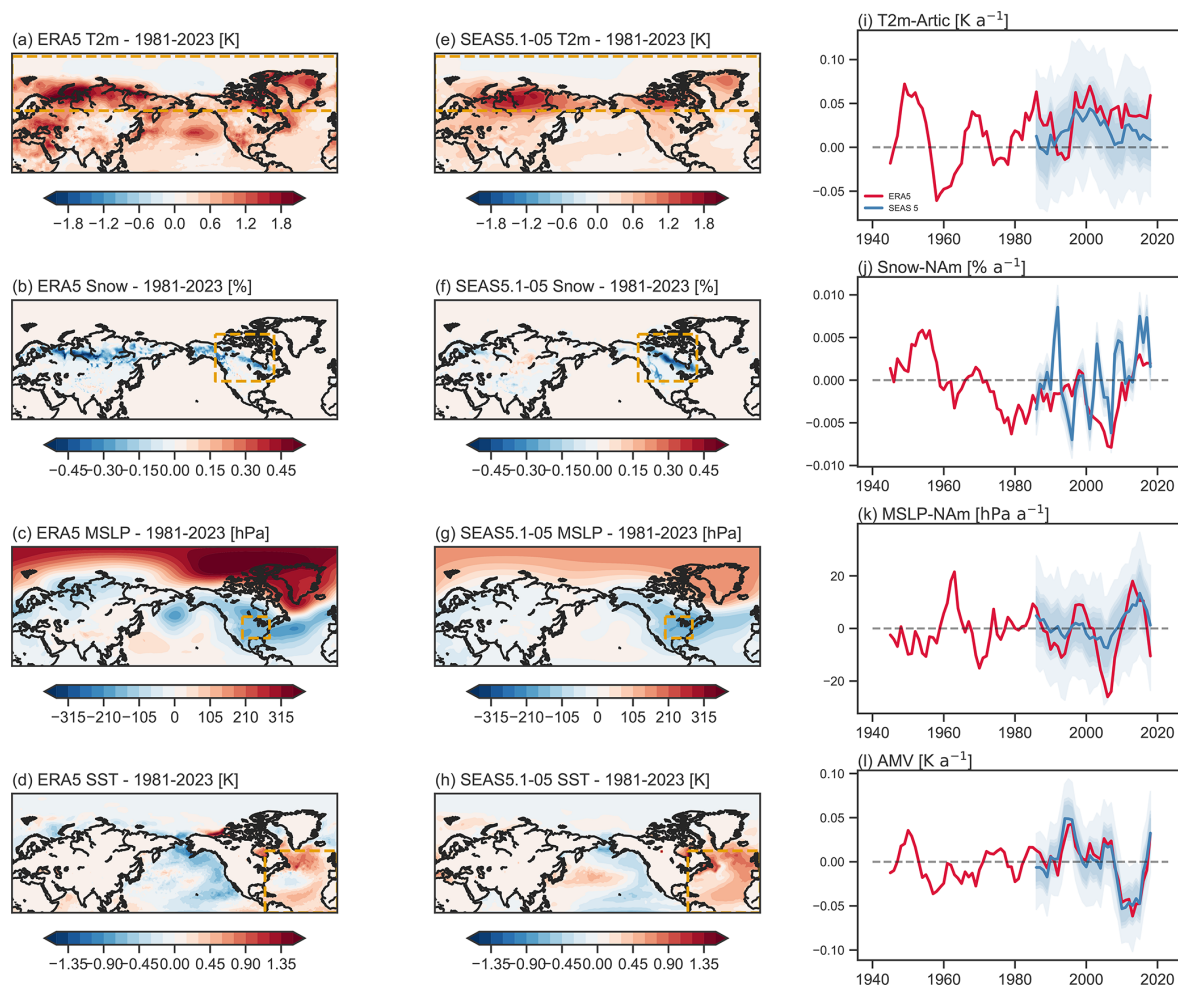 (a) ERA5 T2m - 1981-2023 [K]
−1.8 −1.2 −0.6 0.0 0.6 1.2 1.8
(b) ERA5 Snow - 1981-2023 [%]
−0.45−0.30−0.15 0.00 0.15 0.30 0.45
(c) ERA5 MSLP - 1981-2023 [hPa]
−315−210−105 0 105 210 315
(d) ERA5 SST - 1981-2023 [K]
−1.35−0.90−0.45 0.00 0.45 0.90 1.35
(e) SEAS5.1-05 T2m - 1981-2023 [K]
−1.8 −1.2 −0.6 0.0 0.6 1.2 1.8
(f) SEAS5.1-05 Snow - 1981-2023 [%]
−0.45−0.30−0.15 0.00 0.15 0.30 0.45
(g) SEAS5.1-05 MSLP - 1981-2023 [hPa]
−315−210−105 0 105 210 315
(h) SEAS5.1-05 SST - 1981-2023 [K]
−1.35−0.90−0.45 0.00 0.45 0.90 1.35
(i) T2m-Artic [K a⁻¹]
0.10
0.05
0.00
−0.05
ERA5
SEAS 5
1940 1960 1980 2000 2020
(j) Snow-NAm [% a⁻¹]
0.010
0.005
0.000
−0.005
−0.010
1940 1960 1980 2000 2020
(k) MSLP-NAm [hPa a⁻¹]
20
0
−20
1940 1960 1980 2000 2020
(l) AMV [K a⁻¹]
0.10
0.05
0.00
−0.05
−0.10
1940 1960 1980 2000 2020